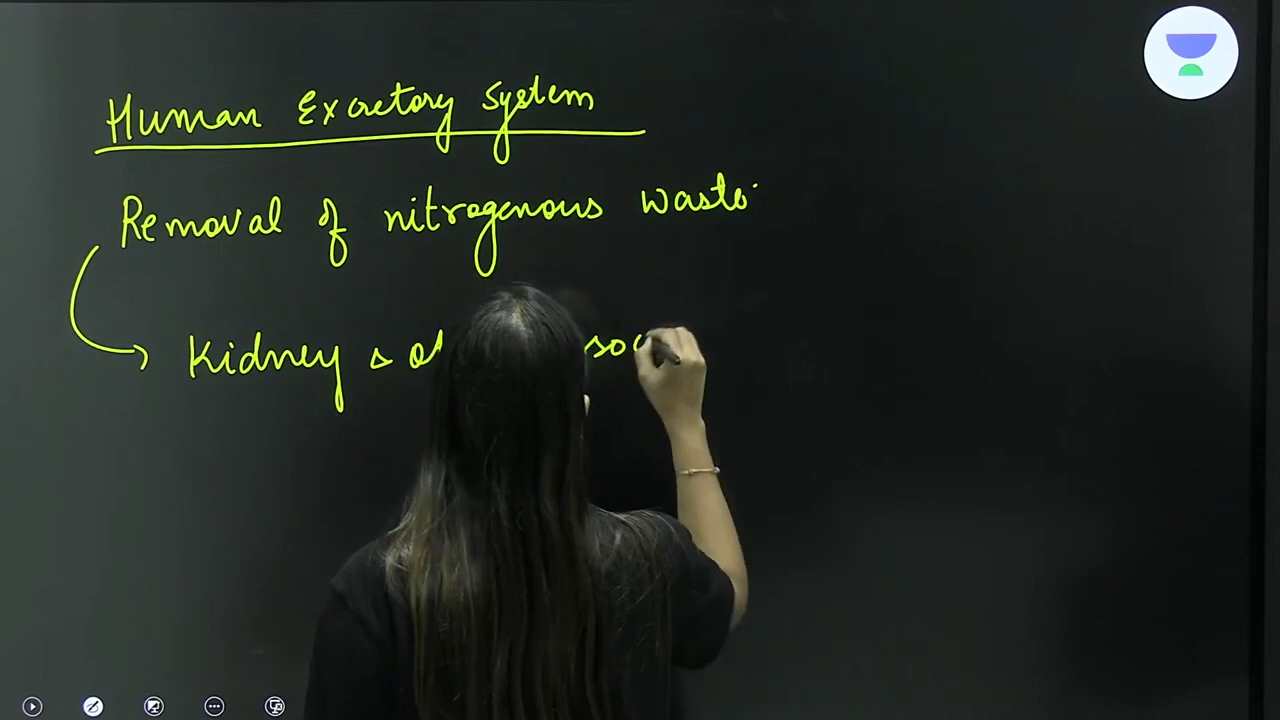 Human Excretory System
Removal of nitrogenous waste
Kidney &